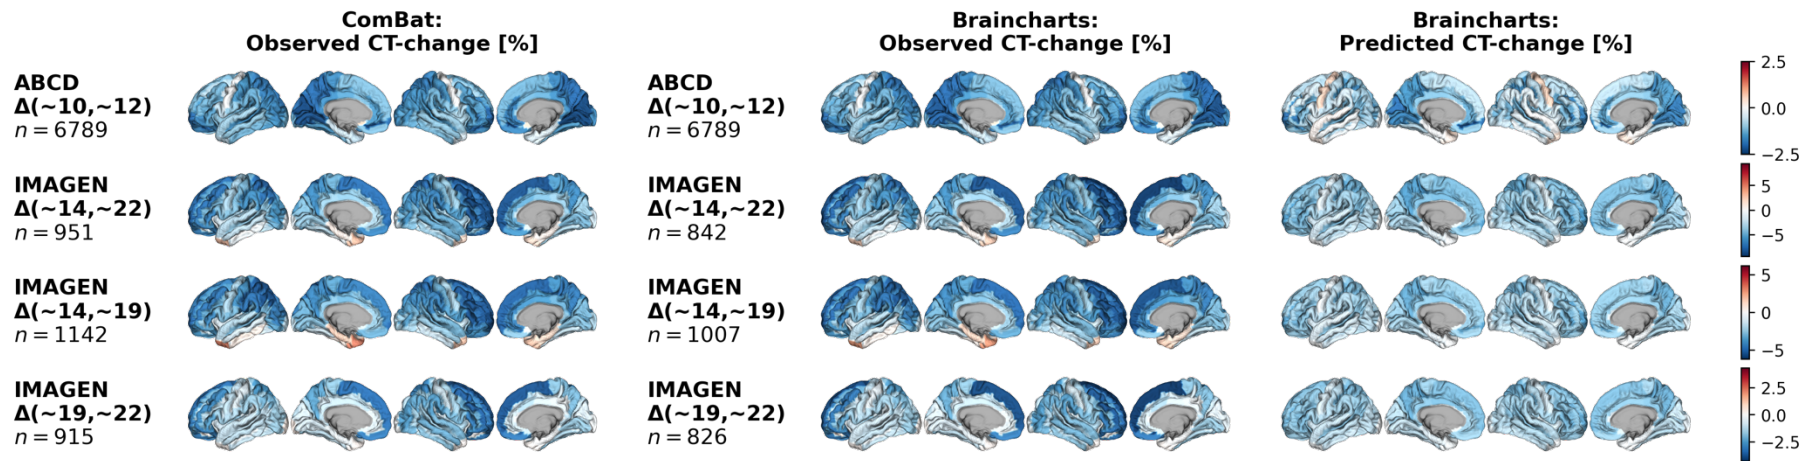 ComBat:
Observed CT-change [%]
Braincharts:
Observed CT-change [%]
Braincharts:
Predicted CT-change [%]
ABCD
Δ(~10,~12)
n = 6789
ABCD
Δ(~10,~12)
n = 6789
2.5
0.0
−2.5
IMAGEN
Δ(~14,~22)
n = 951
IMAGEN
Δ(~14,~22)
n = 842
5
0
−5
IMAGEN
Δ(~14,~19)
n = 1142
IMAGEN
Δ(~14,~19)
n = 1007
5
0
−5
IMAGEN
Δ(~19,~22)
n = 915
IMAGEN
Δ(~19,~22)
n = 826
2.5
0.0
−2.5